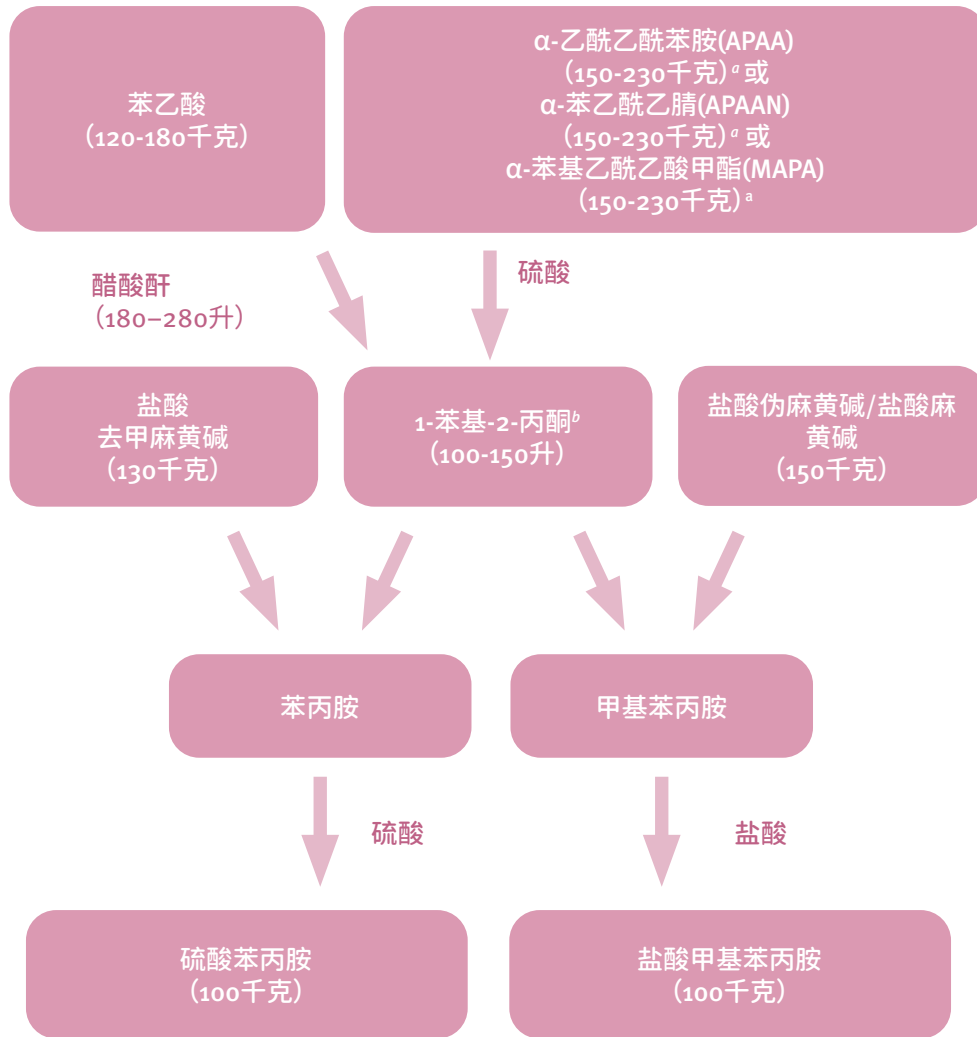 苯乙酸
（120-180千克）
α-乙酰乙酰苯胺(APAA)
（150-230千克）ª 或
α-苯乙酰乙腈(APAAN)
（150-230千克）ª 或
α-苯基乙酰乙酸甲酯(MAPA)
（150-230千克）ª
醋酸酐
（180–280升）
硫酸
盐酸
去甲麻黄碱
（130千克）
1-苯基-2-丙酮ᵇ
（100-150升）
盐酸伪麻黄碱/盐酸麻
黄碱
（150千克）
苯丙胺
甲基苯丙胺
硫酸
盐酸
硫酸苯丙胺
（100千克）
盐酸甲基苯丙胺
（100千克）